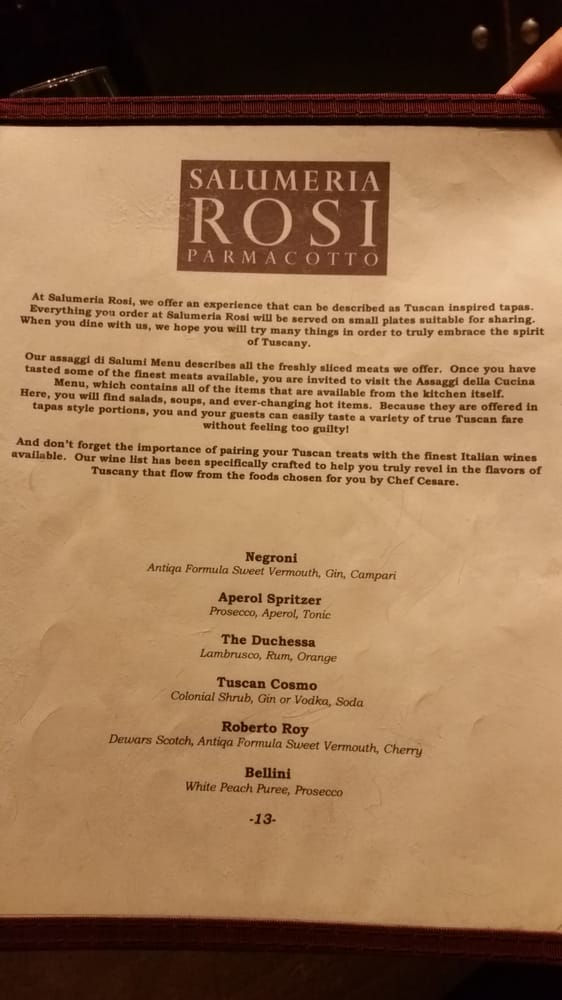 SALUMERIA
ROSI
PARMACOTTO
At Salumeria Rosi, we offer an experience that can be described as Tuscan inspired tapas.
Everything you order at Salumeria Rosi will be served on small plates suitable for sharing.
When you dine with us, we hope you will try many things in order to truly embrace the spirit
of Tuscany.
Our assaggi di Salumi Menu describes all the freshly sliced meats we offer. Once you have
tasted some of the finest meats available, you are invited to visit the Assaggi della Cucina
Menu, which contains all of the items that are available from the kitchen itself.
Here, you will find salads, soups, and ever-changing hot items. Because they are offered in
tapas style portions, you and your guests can easily taste a variety of true Tuscan fare
without feeling too guilty!
And don't forget the importance of pairing your Tuscan treats with the finest Italian wines
available. Our wine list has been specifically crafted to help you truly revel in the flavors of
Tuscany that flow from the foods chosen for you by Chef Cesare.
Negroni
Antiqa Formula Sweet Vermouth, Gin, Campari
Aperol Spritzer
Prosecco, Aperol, Tonic
The Duchessa
Lambrusco, Rum, Orange
Tuscan Cosmo
Colonial Shrub, Gin or Vodka, Soda
Roberto Roy
Dewars Scotch, Antiqa Formula Sweet Vermouth, Cherry
Bellini
White Peach Puree, Prosecco
-13-